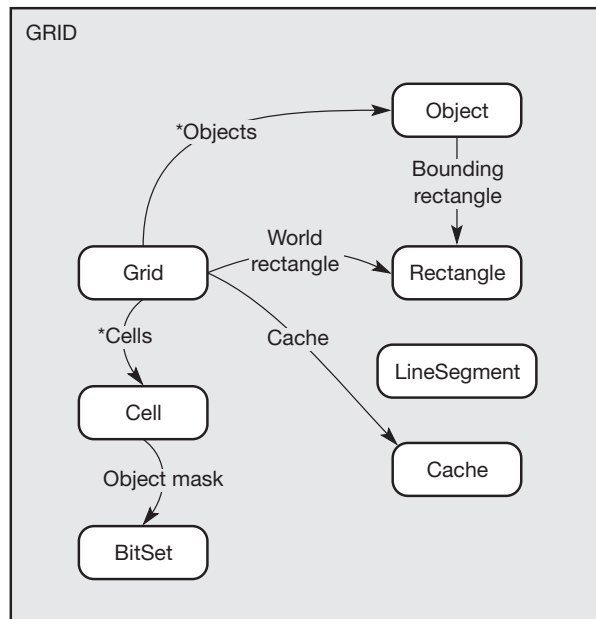 GRID
Object
*Objects
Bounding
rectangle
World
rectangle
Grid
Rectangle
*Cells
Cache
LineSegment
Cell
Cache
Object mask
BitSet